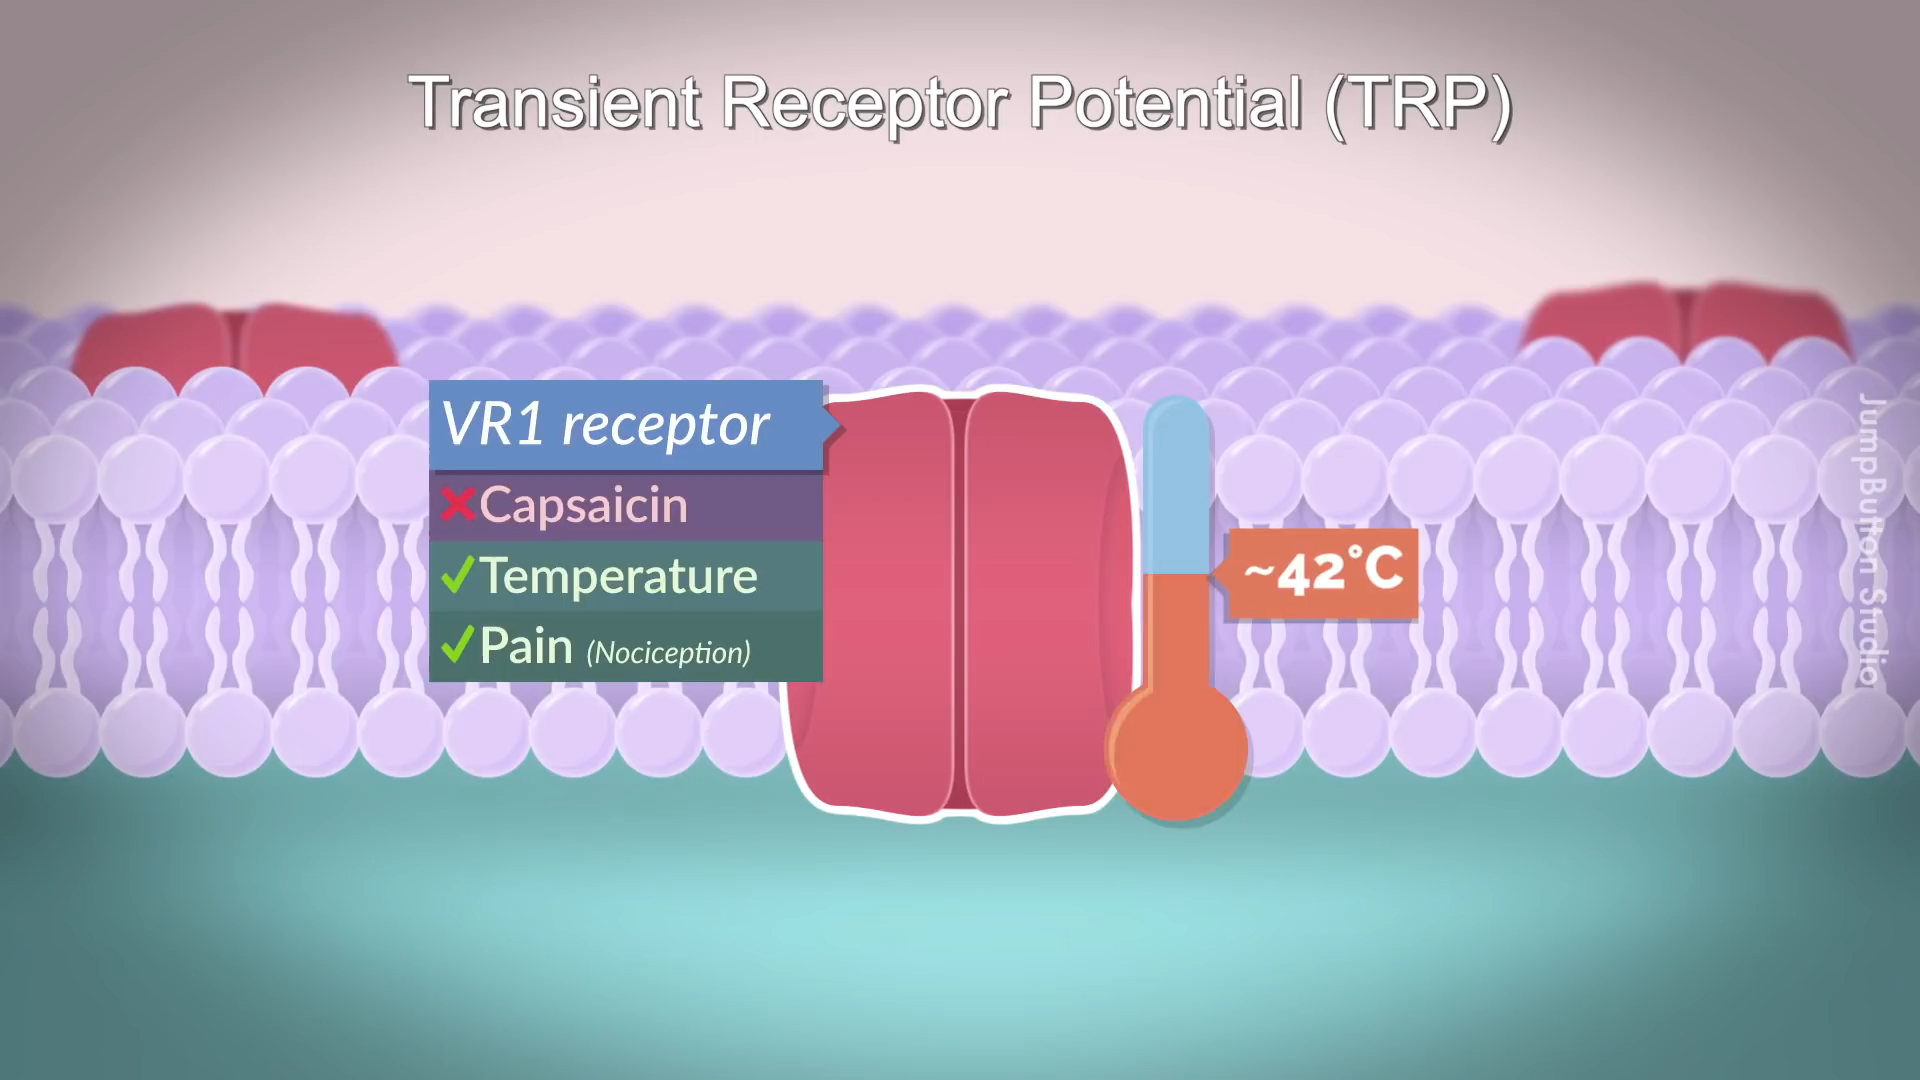 Transient Receptor Potential (TRP)
VR1 receptor
Capsaicin
Temperature
Pain (Nociception)
~42°C
JumpButton Studio